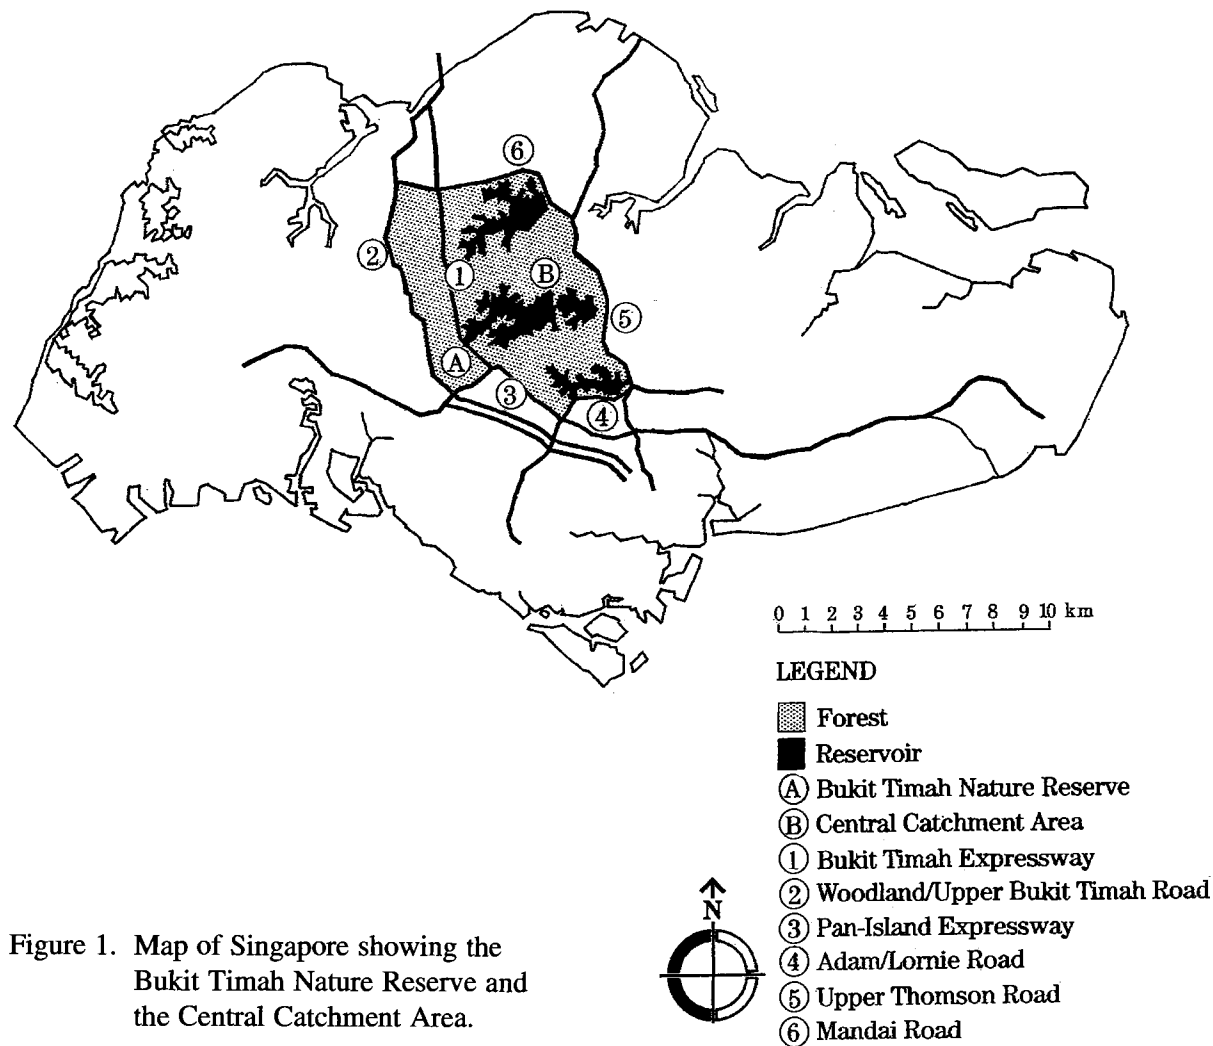 6
2
1
B
5
A
3
4
0 1 2 3 4 5 6 7 8 9 10 km
LEGEND
Forest
Reservoir
A Bukit Timah Nature Reserve
B Central Catchment Area
1 Bukit Timah Expressway
2 Woodland/Upper Bukit Timah Road
3 Pan-Island Expressway
4 Adam/Lornie Road
5 Upper Thomson Road
6 Mandai Road
N
Figure 1. Map of Singapore showing the
Bukit Timah Nature Reserve and
the Central Catchment Area.